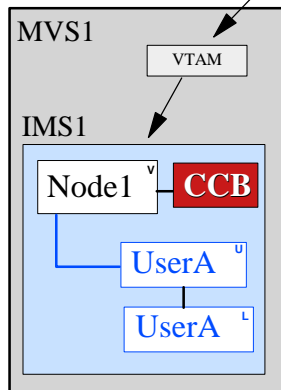 MVS1
VTAM
IMS1
Node1 V
CCB
UserA U
UserA L